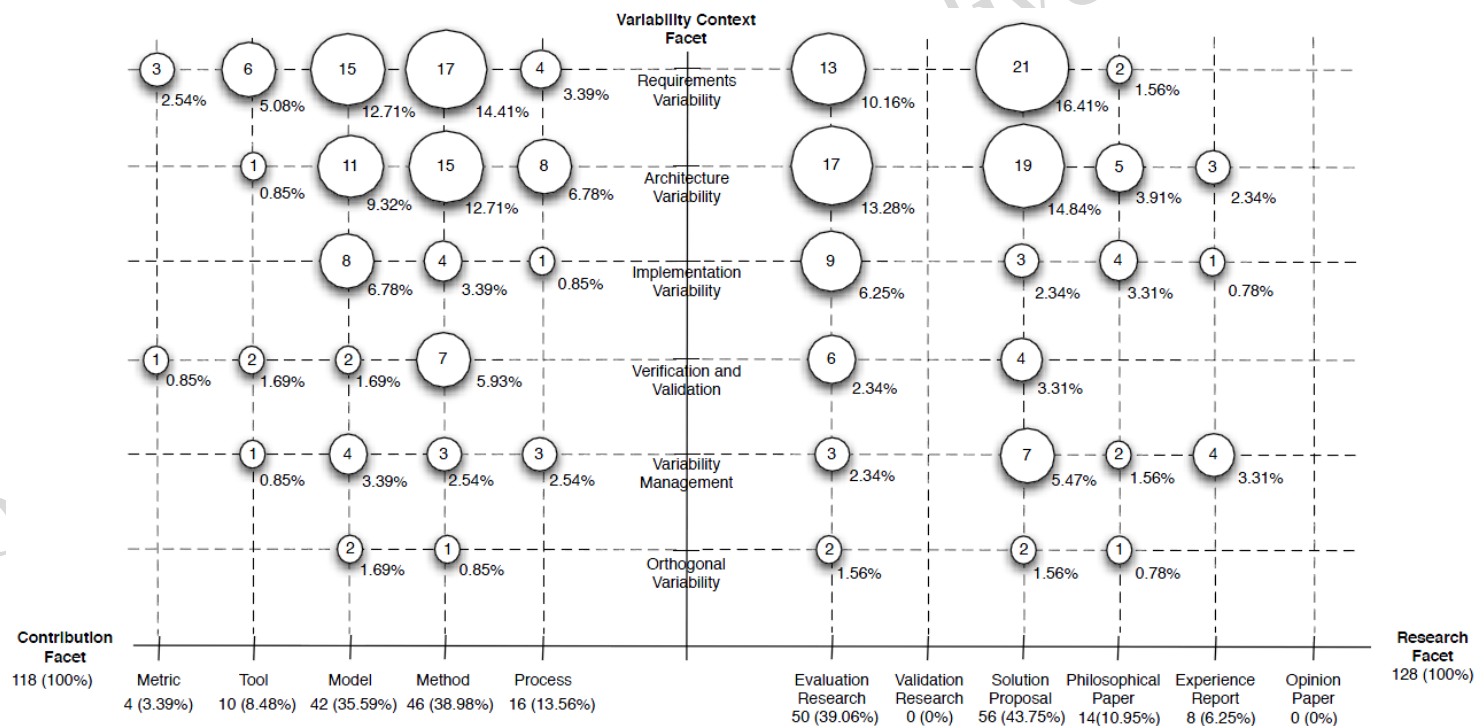 Variability Context
Facet
3 6 15 17 4 13 21 2
2.54% 5.08% 12.71% 14.41% 3.39% Requirements Variability 10.16% 16.41% 1.56%
1 11 15 8 17 19 5 3
0.85% 9.32% 12.71% 6.78% Architecture Variability 13.28% 14.84% 3.91% 2.34%
8 4 1 9 3 4 1
6.78% 3.39% 0.85% Implementation Variability 6.25% 2.34% 3.31% 0.78%
1 2 2 7 6 4
0.85% 1.69% 1.69% 5.93% Verification and Validation 2.34% 3.31%
1 4 3 3 3 7 2 4
0.85% 3.39% 2.54% 2.54% Variability Management 2.34% 5.47% 1.56% 3.31%
2 1 2 2 1
1.69% 0.85% Orthogonal Variability 1.56% 1.56% 0.78%
Contribution
Facet
118 (100%)
Metric
4 (3.39%)
Tool
10 (8.48%)
Model
42 (35.59%)
Method
46 (38.98%)
Process
16 (13.56%)
Evaluation
Research
50 (39.06%)
Validation
Research
0 (0%)
Solution
Proposal
56 (43.75%)
Philosophical
Paper
14(10.95%)
Experience
Report
8 (6.25%)
Opinion
Paper
0 (0%)
Research
Facet
128 (100%)